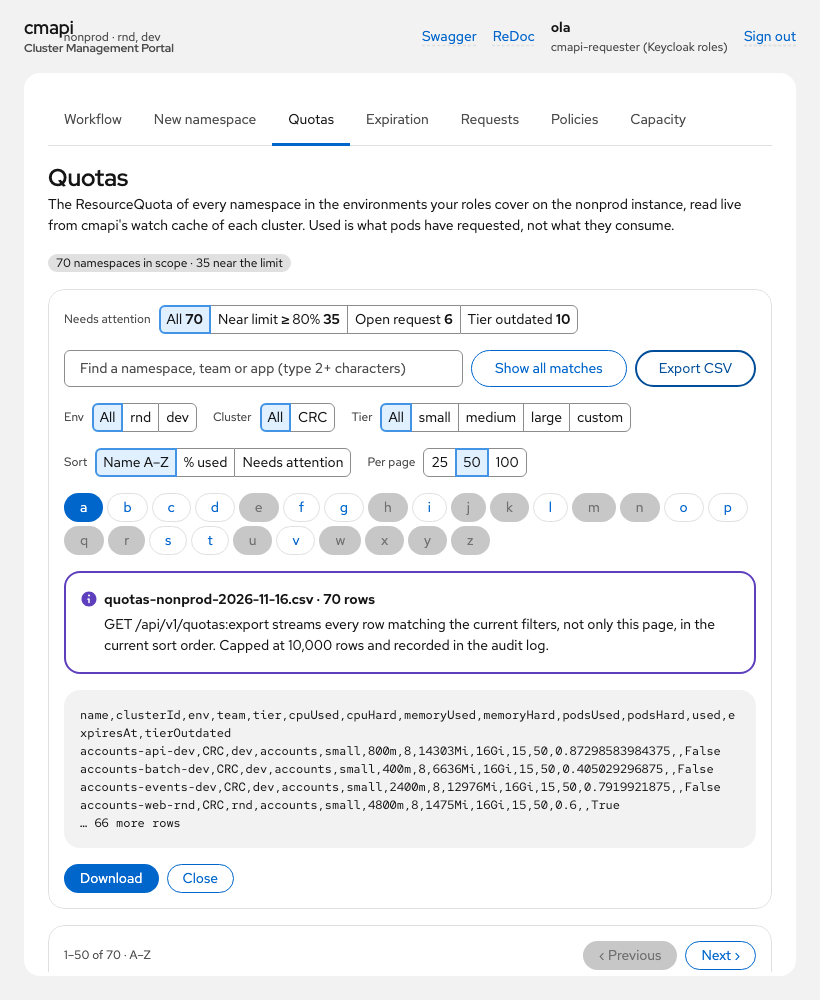 cmapi
nonprod · rnd, dev
Cluster Management Portal
Swagger ReDoc
ola
cmapi-requester (Keycloak roles)
Sign out
Workflow New namespace Quotas Expiration Requests Policies Capacity
Quotas
The ResourceQuota of every namespace in the environments your roles cover on the nonprod instance, read live
from cmapi's watch cache of each cluster. Used is what pods have requested, not what they consume.
70 namespaces in scope · 35 near the limit
Needs attention All 70 Near limit ≥ 80% 35 Open request 6 Tier outdated 10
Find a namespace, team or app (type 2+ characters) Show all matches Export CSV
Env All rnd dev Cluster All CRC Tier All small medium large custom
Sort Name A–Z % used Needs attention Per page 25 50 100
a b c d e f g h i j k l m n o p
q r s t u v w x y z
quotas-nonprod-2026-11-16.csv · 70 rows
GET /api/v1/quotas:export streams every row matching the current filters, not only this page, in the
current sort order. Capped at 10,000 rows and recorded in the audit log.
name,clusterId,env,team,tier,cpuUsed,cpuHard,memoryUsed,memoryHard,podsUsed,podsHard,used,e
xpiresAt,tierOutdated
accounts-api-dev,CRC,dev,accounts,small,800m,8,14303Mi,16Gi,15,50,0.87298583984375,,False
accounts-batch-dev,CRC,dev,accounts,small,400m,8,6636Mi,16Gi,15,50,0.405029296875,,False
accounts-events-dev,CRC,dev,accounts,small,2400m,8,12976Mi,16Gi,15,50,0.7919921875,,False
accounts-web-rnd,CRC,rnd,accounts,small,4800m,8,1475Mi,16Gi,15,50,0.6,,True
… 66 more rows
Download Close
1–50 of 70 · A–Z ‹ Previous Next ›